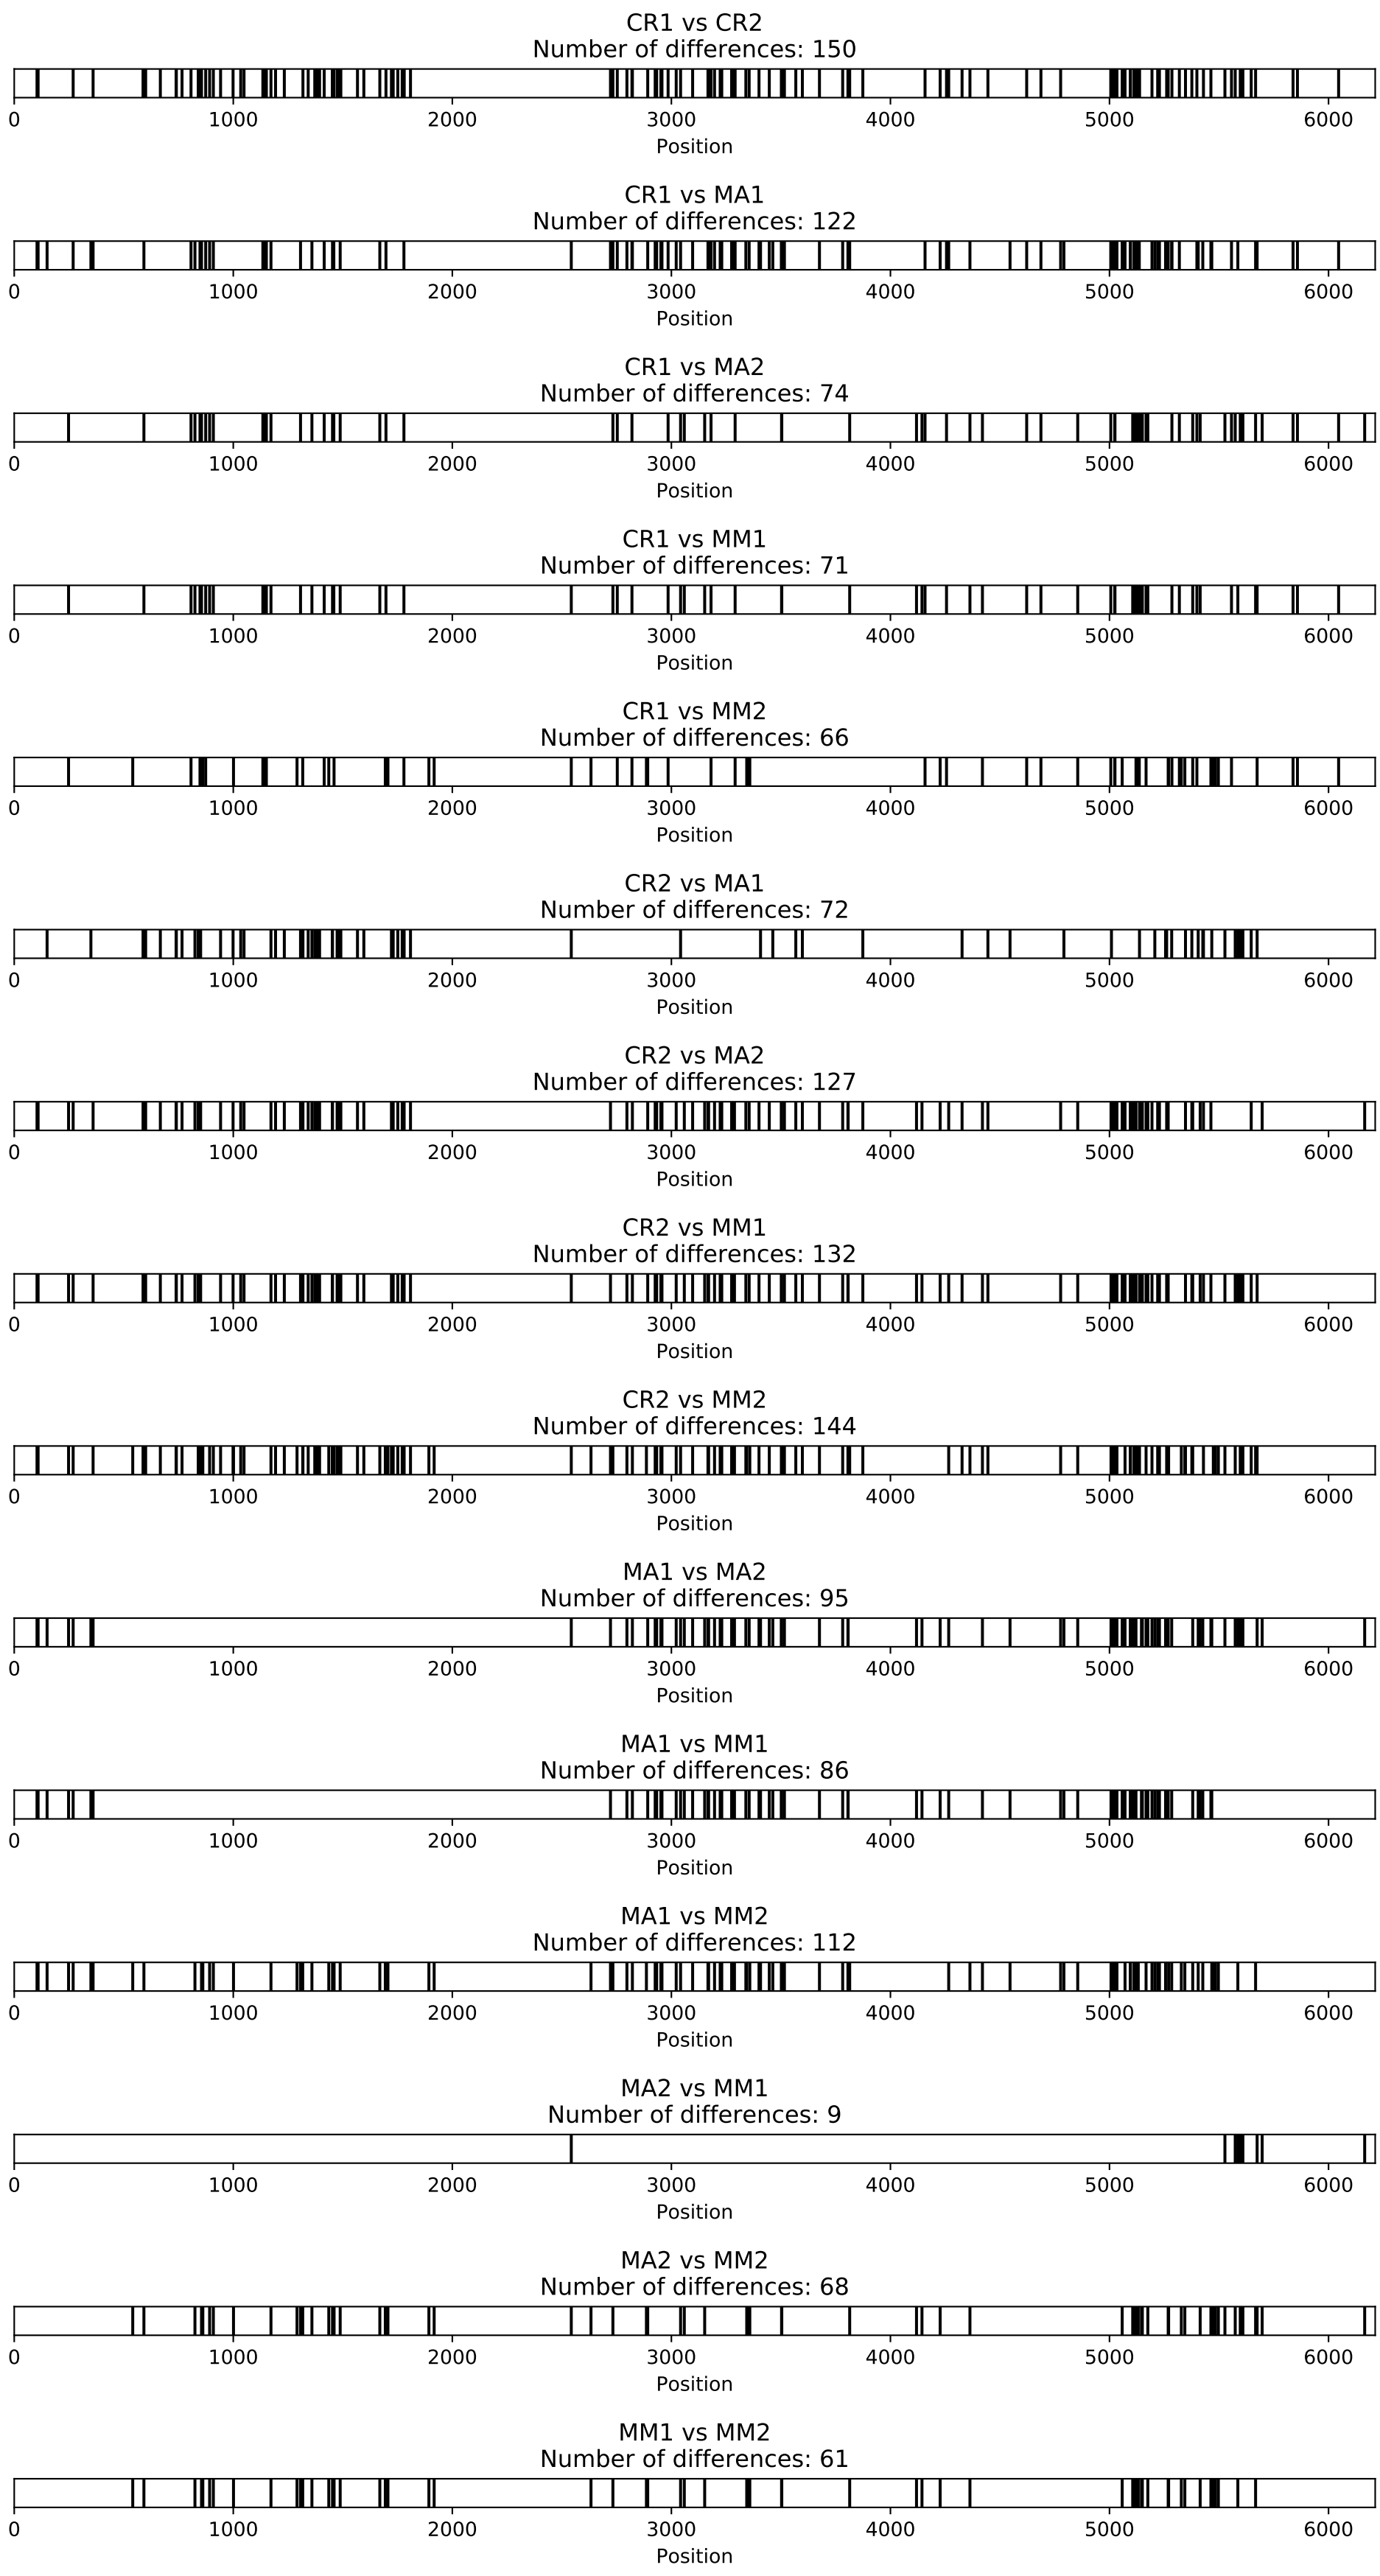 CR1 vs CR2
Number of differences: 150
0 1000 2000 3000 4000 5000 6000
Position
CR1 vs MA1
Number of differences: 122
0 1000 2000 3000 4000 5000 6000
Position
CR1 vs MA2
Number of differences: 74
0 1000 2000 3000 4000 5000 6000
Position
CR1 vs MM1
Number of differences: 71
0 1000 2000 3000 4000 5000 6000
Position
CR1 vs MM2
Number of differences: 66
0 1000 2000 3000 4000 5000 6000
Position
CR2 vs MA1
Number of differences: 72
0 1000 2000 3000 4000 5000 6000
Position
CR2 vs MA2
Number of differences: 127
0 1000 2000 3000 4000 5000 6000
Position
CR2 vs MM1
Number of differences: 132
0 1000 2000 3000 4000 5000 6000
Position
CR2 vs MM2
Number of differences: 144
0 1000 2000 3000 4000 5000 6000
Position
MA1 vs MA2
Number of differences: 95
0 1000 2000 3000 4000 5000 6000
Position
MA1 vs MM1
Number of differences: 86
0 1000 2000 3000 4000 5000 6000
Position
MA1 vs MM2
Number of differences: 112
0 1000 2000 3000 4000 5000 6000
Position
MA2 vs MM1
Number of differences: 9
0 1000 2000 3000 4000 5000 6000
Position
MA2 vs MM2
Number of differences: 68
0 1000 2000 3000 4000 5000 6000
Position
MM1 vs MM2
Number of differences: 61
0 1000 2000 3000 4000 5000 6000
Position